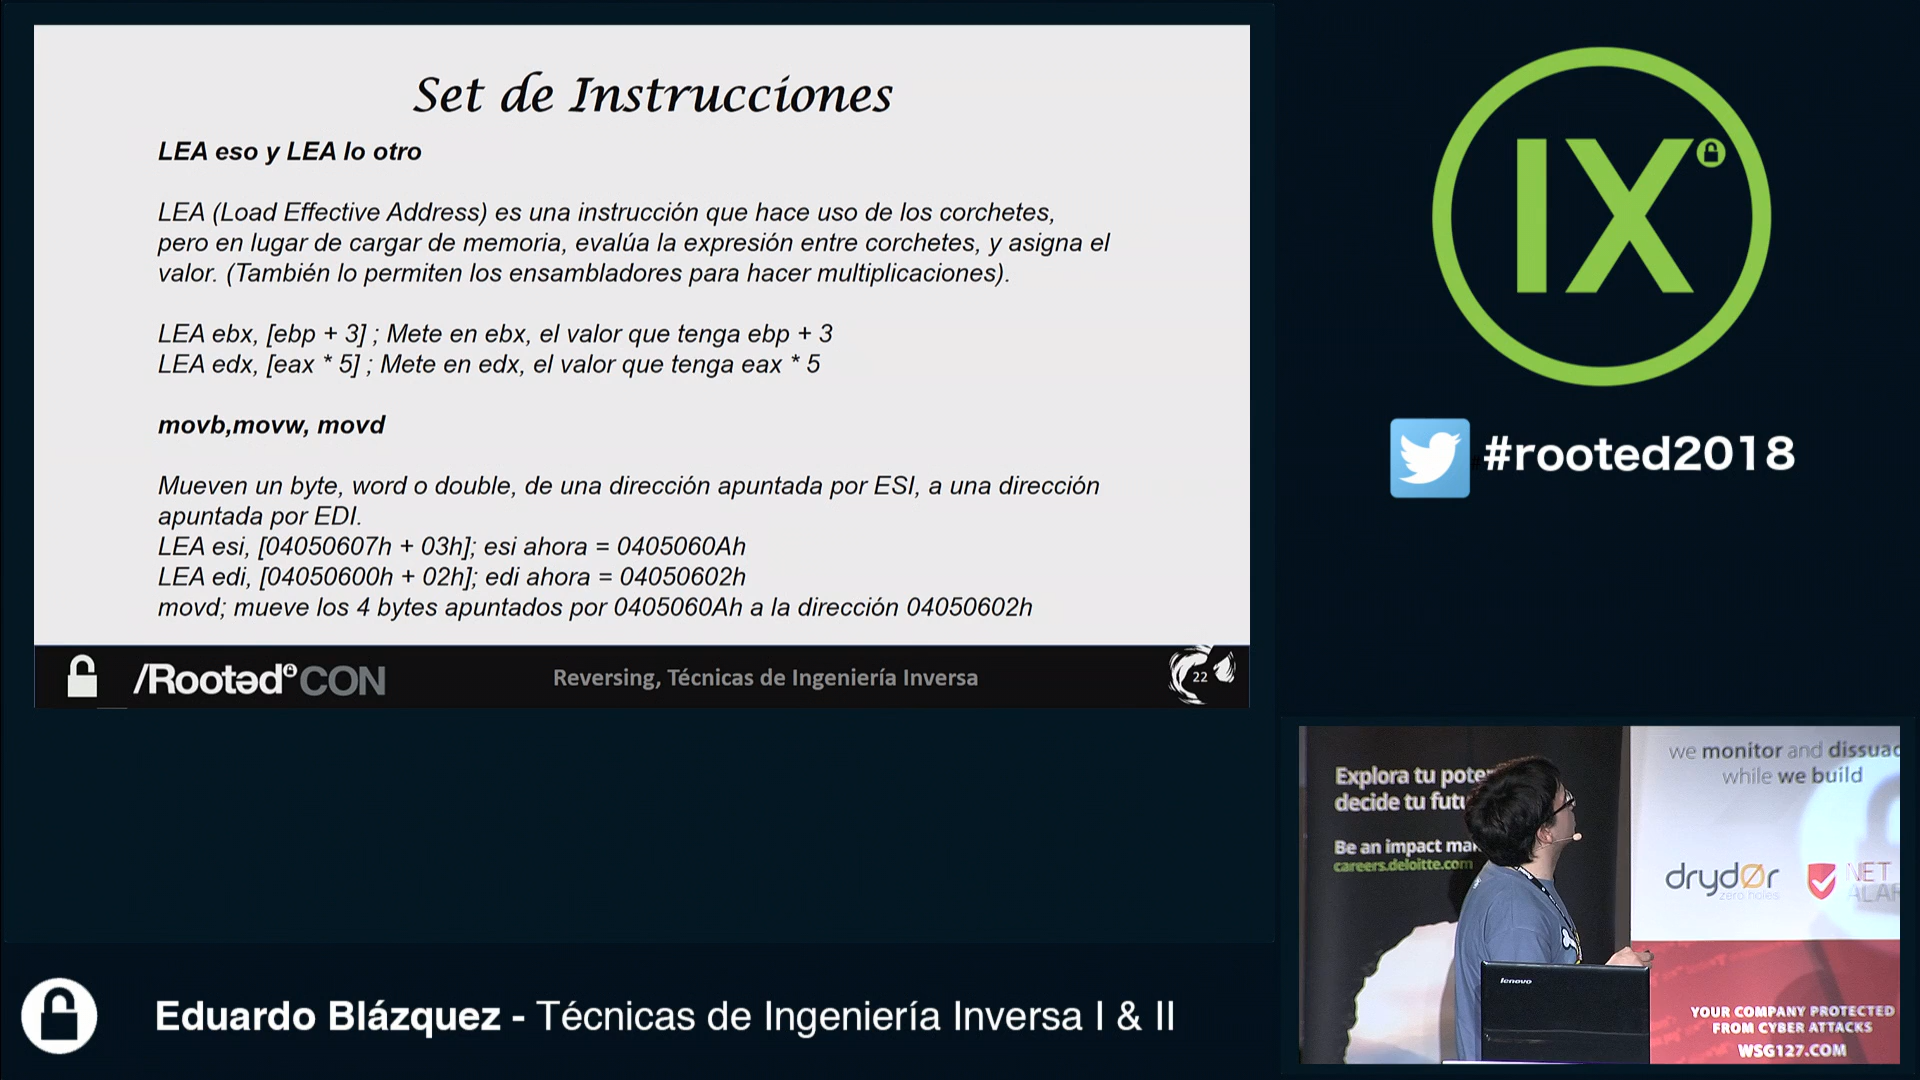 Set de Instrucciones
LEA eso y LEA lo otro
LEA (Load Effective Address) es una instrucción que hace uso de los corchetes,
pero en lugar de cargar de memoria, evalúa la expresión entre corchetes, y asigna el
valor. (También lo permiten los ensambladores para hacer multiplicaciones).
LEA ebx, [ebp + 3] ; Mete en ebx, el valor que tenga ebp + 3
LEA edx, [eax * 5] ; Mete en edx, el valor que tenga eax * 5
movb,movw, movd
Mueven un byte, word o double, de una dirección apuntada por ESI, a una dirección
apuntada por EDI.
LEA esi, [04050607h + 03h]; esi ahora = 0405060Ah
LEA edi, [04050600h + 02h]; edi ahora = 04050602h
movd; mueve los 4 bytes apuntados por 0405060Ah a la dirección 04050602h
/Rootəd CON
Reversing, Técnicas de Ingeniería Inversa
22
IX
#rooted2018
Explora tu pote
decide tu futu
Be an impact mak
careers.deloitte.com
we monitor and dissuad
while we build
drydØr
zero holes
NET
ALAR
lenovo
YOUR COMPANY PROTECTED
FROM CYBER ATTACKS
WSG127.COM
Eduardo Blázquez - Técnicas de Ingeniería Inversa I & II